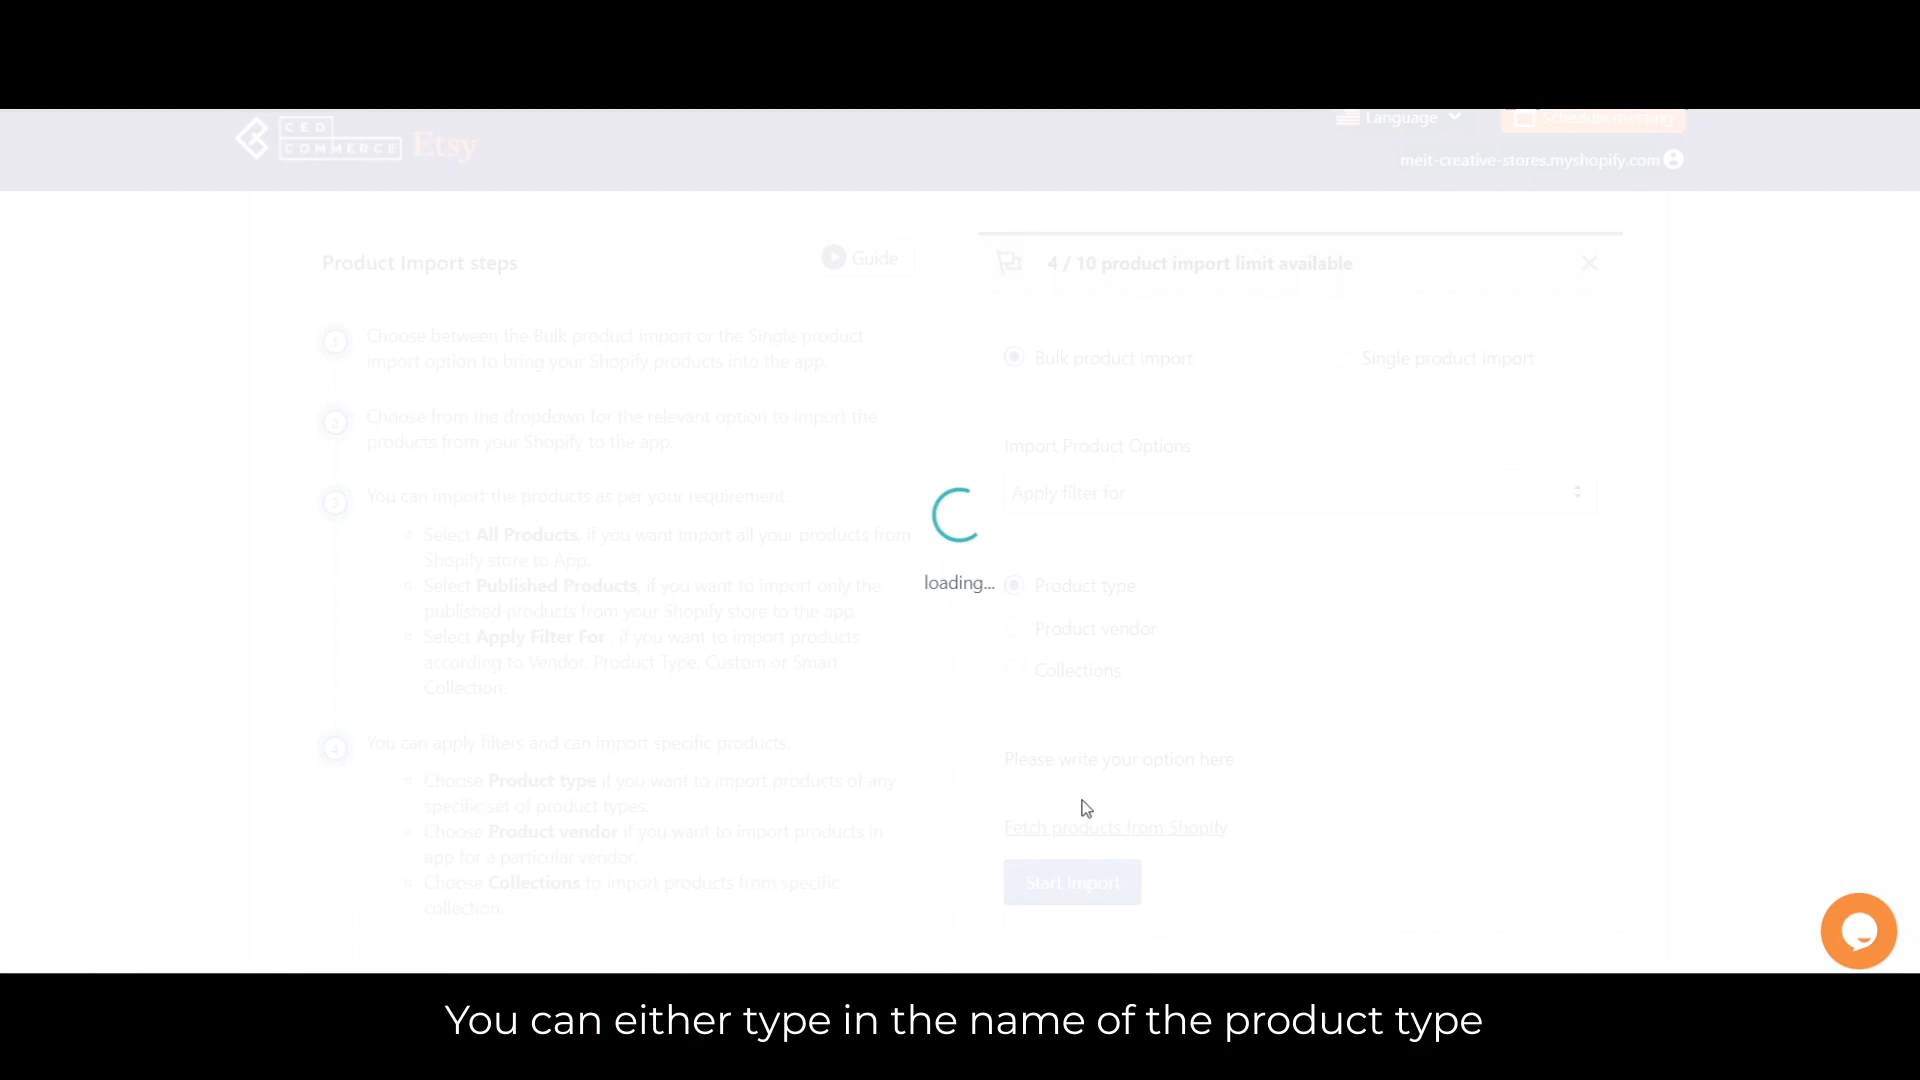 CED
COMMERCE
Etsy
Language
Schedule meeting
meit-creative-stores.myshopify.com
Product Import steps
Guide
1
Choose between the Bulk product import or the Single product
import option to bring your Shopify products into the app.
2
Choose from the dropdown for the relevant option to import the
products from your Shopify to the app.
3
You can import the products as per your requirement.
Select All Products, if you want import all your products from
Shopify store to App.
Select Published Products, if you want to import only the
published products from your Shopify store to the app.
Select Apply Filter For , if you want to import products
according to Vendor, Product Type, Custom or Smart
Collection.
4
You can apply filters and can import specific products.
Choose Product type if you want to import products of any
specific set of product types.
Choose Product vendor if you want to import products in
app for a particular vendor.
Choose Collections to import products from specific
collection.
loading...
4 / 10 product import limit available
Bulk product import
Single product import
Import Product Options
Apply filter for
Product type
Product vendor
Collections
Please write your option here
Fetch products from Shopify
Start Import
You can either type in the name of the product type